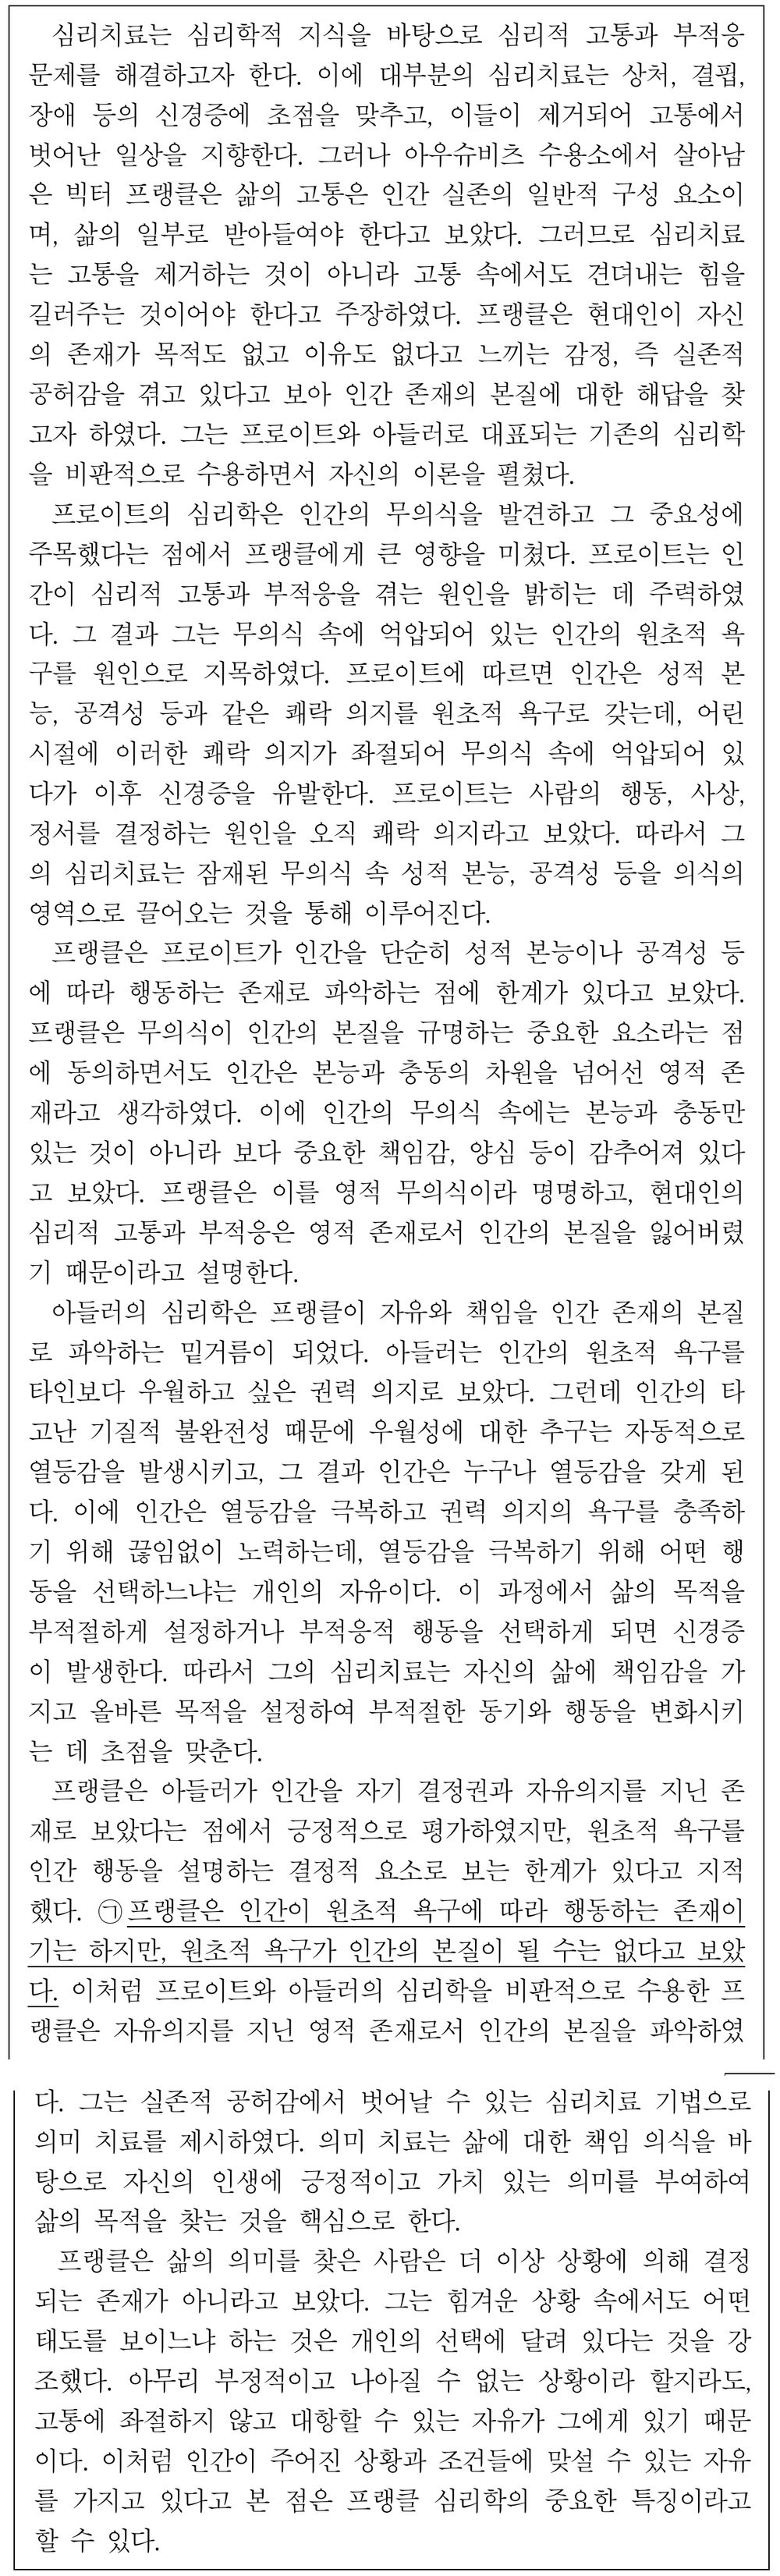 심리치료는 심리학적 지식을 바탕으로 심리적 고통과 부적응
문제를 해결하고자 한다. 이에 대부분의 심리치료는 상처, 결핍,
장애 등의 신경증에 초점을 맞추고, 이들이 제거되어 고통에서
벗어난 일상을 지향한다. 그러나 아우슈비츠 수용소에서 살아남
은 빅터 프랭클은 삶의 고통은 인간 실존의 일반적 구성 요소이
며, 삶의 일부로 받아들여야 한다고 보았다. 그러므로 심리치료
는 고통을 제거하는 것이 아니라 고통 속에서도 견뎌내는 힘을
길러주는 것이어야 한다고 주장하였다. 프랭클은 현대인이 자신
의 존재가 목적도 없고 이유도 없다고 느끼는 감정, 즉 실존적
공허감을 겪고 있다고 보아 인간 존재의 본질에 대한 해답을 찾
고자 하였다. 그는 프로이트와 아들러로 대표되는 기존의 심리학
을 비판적으로 수용하면서 자신의 이론을 펼쳤다.
프로이트의 심리학은 인간의 무의식을 발견하고 그 중요성에
주목했다는 점에서 프랭클에게 큰 영향을 미쳤다. 프로이트는 인
간이 심리적 고통과 부적응을 겪는 원인을 밝히는 데 주력하였
다. 그 결과 그는 무의식 속에 억압되어 있는 인간의 원초적 욕
구를 원인으로 지목하였다. 프로이트에 따르면 인간은 성적 본
능, 공격성 등과 같은 쾌락 의지를 원초적 욕구로 갖는데, 어린
시절에 이러한 쾌락 의지가 좌절되어 무의식 속에 억압되어 있
다가 이후 신경증을 유발한다. 프로이트는 사람의 행동, 사상,
정서를 결정하는 원인을 오직 쾌락 의지라고 보았다. 따라서 그
의 심리치료는 잠재된 무의식 속 성적 본능, 공격성 등을 의식의
영역으로 끌어오는 것을 통해 이루어진다.
프랭클은 프로이트가 인간을 단순히 성적 본능이나 공격성 등
에 따라 행동하는 존재로 파악하는 점에 한계가 있다고 보았다.
프랭클은 무의식이 인간의 본질을 규명하는 중요한 요소라는 점
에 동의하면서도 인간은 본능과 충동의 차원을 넘어선 영적 존
재라고 생각하였다. 이에 인간의 무의식 속에는 본능과 충동만
있는 것이 아니라 보다 중요한 책임감, 양심 등이 감추어져 있다
고 보았다. 프랭클은 이를 영적 무의식이라 명명하고, 현대인의
심리적 고통과 부적응은 영적 존재로서 인간의 본질을 잃어버렸
기 때문이라고 설명한다.
아들러의 심리학은 프랭클이 자유와 책임을 인간 존재의 본질
로 파악하는 밑거름이 되었다. 아들러는 인간의 원초적 욕구를
타인보다 우월하고 싶은 권력 의지로 보았다. 그런데 인간의 타
고난 기질적 불완전성 때문에 우월성에 대한 추구는 자동적으로
열등감을 발생시키고, 그 결과 인간은 누구나 열등감을 갖게 된
다. 이에 인간은 열등감을 극복하고 권력 의지의 욕구를 충족하
기 위해 끊임없이 노력하는데, 열등감을 극복하기 위해 어떤 행
동을 선택하느냐는 개인의 자유이다. 이 과정에서 삶의 목적을
부적절하게 설정하거나 부적응적 행동을 선택하게 되면 신경증
이 발생한다. 따라서 그의 심리치료는 자신의 삶에 책임감을 가
지고 올바른 목적을 설정하여 부적절한 동기와 행동을 변화시키
는 데 초점을 맞춘다.
프랭클은 아들러가 인간을 자기 결정권과 자유의지를 지닌 존
재로 보았다는 점에서 긍정적으로 평가하였지만, 원초적 욕구를
인간 행동을 설명하는 결정적 요소로 보는 한계가 있다고 지적
했다. ㉠프랭클은 인간이 원초적 욕구에 따라 행동하는 존재이
기는 하지만, 원초적 욕구가 인간의 본질이 될 수는 없다고 보았
다. 이처럼 프로이트와 아들러의 심리학을 비판적으로 수용한 프
랭클은 자유의지를 지닌 영적 존재로서 인간의 본질을 파악하였
다. 그는 실존적 공허감에서 벗어날 수 있는 심리치료 기법으로
의미 치료를 제시하였다. 의미 치료는 삶에 대한 책임 의식을 바
탕으로 자신의 인생에 긍정적이고 가치 있는 의미를 부여하여
삶의 목적을 찾는 것을 핵심으로 한다.
프랭클은 삶의 의미를 찾은 사람은 더 이상 상황에 의해 결정
되는 존재가 아니라고 보았다. 그는 힘겨운 상황 속에서도 어떤
태도를 보이느냐 하는 것은 개인의 선택에 달려 있다는 것을 강
조했다. 아무리 부정적이고 나아질 수 없는 상황이라 할지라도,
고통에 좌절하지 않고 대항할 수 있는 자유가 그에게 있기 때문
이다. 이처럼 인간이 주어진 상황과 조건들에 맞설 수 있는 자유
를 가지고 있다고 본 점은 프랭클 심리학의 중요한 특징이라고
할 수 있다.